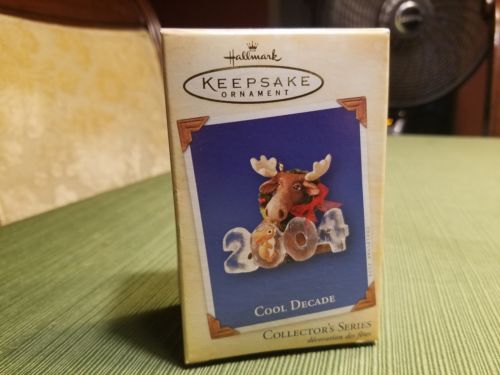 Hallmark
KEEPSAKE
ORNAMENT
2004
COOL DECADE
COLLECTOR'S SERIES
décoration des fêtes